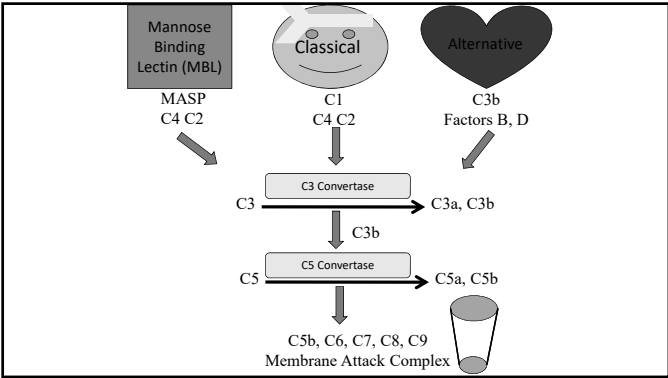 Mannose
Binding
Lectin (MBL)
Classical
Alternative
MASP
C4 C2
C1
C4 C2
C3b
Factors B, D
C3 Convertase
C3
C3a, C3b
C3b
C5 Convertase
C5
C5a, C5b
C5b, C6, C7, C8, C9
Membrane Attack Complex